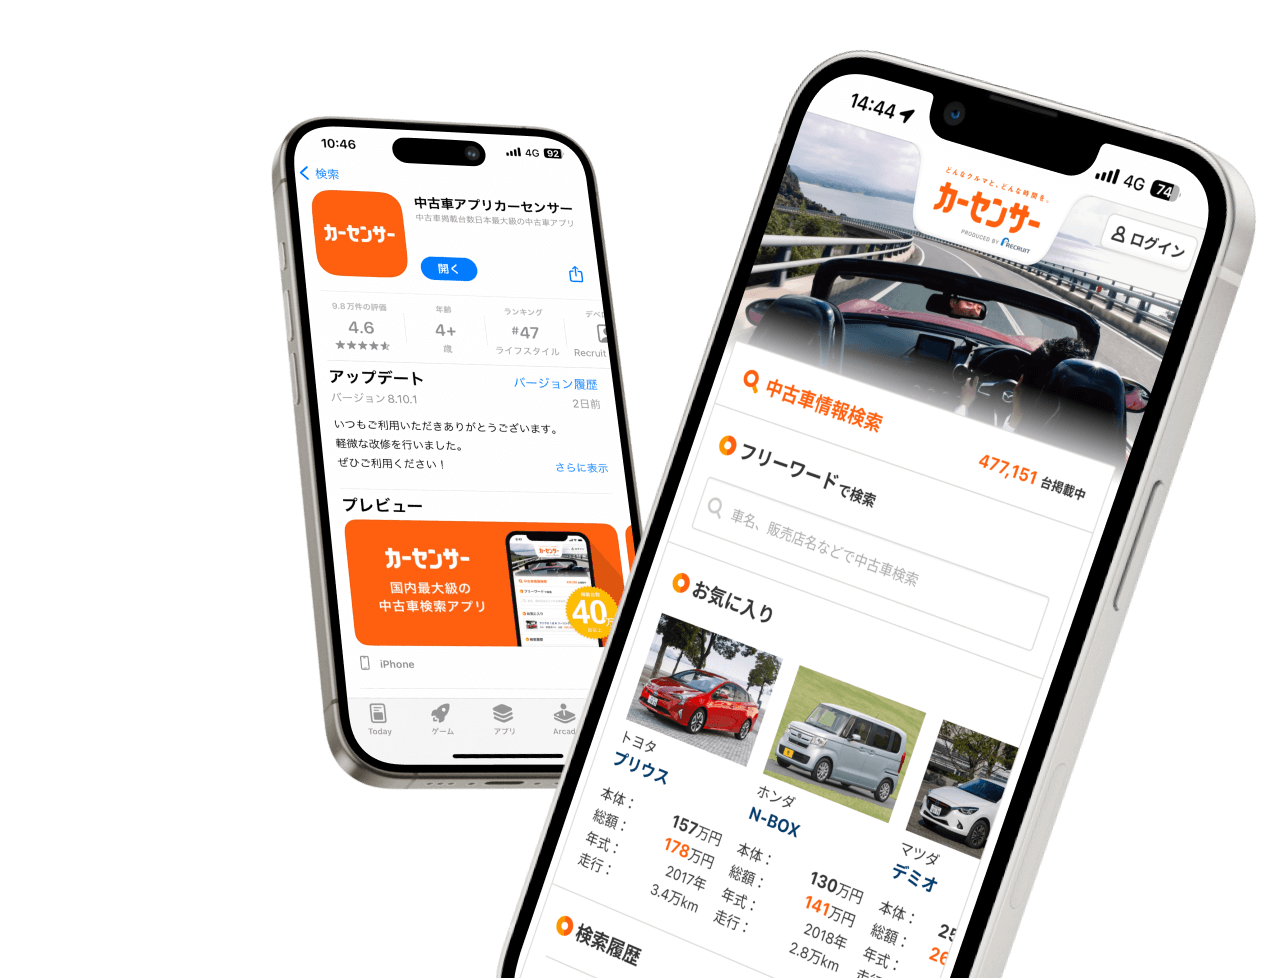 10:46
4G 92
検索
カーセンサー
中古車アプリカーセンサー
中古車掲載台数日本最大級の中古車アプリ
開く
9.8万件の評価
4.6
年齢
4+
歳
ランキング
#47
ライフスタイル
デベ
Recruit
アップデート
バージョン履歴
バージョン 8.10.1
2日前
いつもご利用いただきありがとうございます。
軽微な改修を行いました。
ぜひご利用ください！
さらに表示
プレビュー
カーセンサー
国内最大級の
中古車検索アプリ
40万
iPhone
Today
ゲーム
アプリ
Arcad
14:44
4G 74
どんなクルマと、どんな時間を。
カーセンサー
PRODUCED BY RECRUIT
ログイン
中古車情報検索
477,151 台掲載中
フリーワードで検索
車名、販売店名などで中古車検索
お気に入り
トヨタ
プリウス
本体： 157万円
総額： 178万円
年式： 2017年
走行： 3.4万km
ホンダ
N-BOX
本体： 130万円
総額： 141万円
年式： 2018年
走行： 2.8万km
マツダ
デミオ
本体： 25
総額： 26
年式：
検索履歴